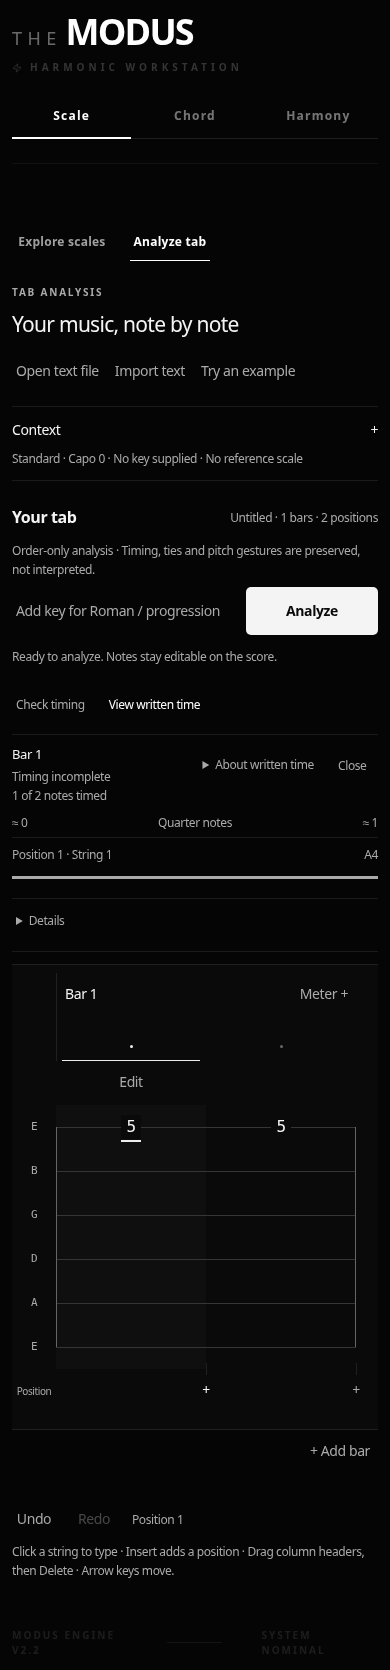 THE MODUS
HARMONIC WORKSTATION
Scale Chord Harmony
Explore scales Analyze tab
TAB ANALYSIS
Your music, note by note
Open text file Import text Try an example
Context +
Standard · Capo 0 · No key supplied · No reference scale
Your tab Untitled · 1 bars · 2 positions
Order-only analysis · Timing, ties and pitch gestures are preserved,
not interpreted.
Add key for Roman / progression Analyze
Ready to analyze. Notes stay editable on the score.
Check timing View written time
Bar 1
Timing incomplete
1 of 2 notes timed
▶ About written time Close
≈ 0 Quarter notes ≈ 1
Position 1 · String 1 A4
▶ Details
Bar 1 Meter +
Edit
E 5 5
B
G
D
A
E
Position + +
+ Add bar
Undo Redo Position 1
Click a string to type · Insert adds a position · Drag column headers,
then Delete · Arrow keys move.
MODUS ENGINE
V2.2
SYSTEM
NOMINAL